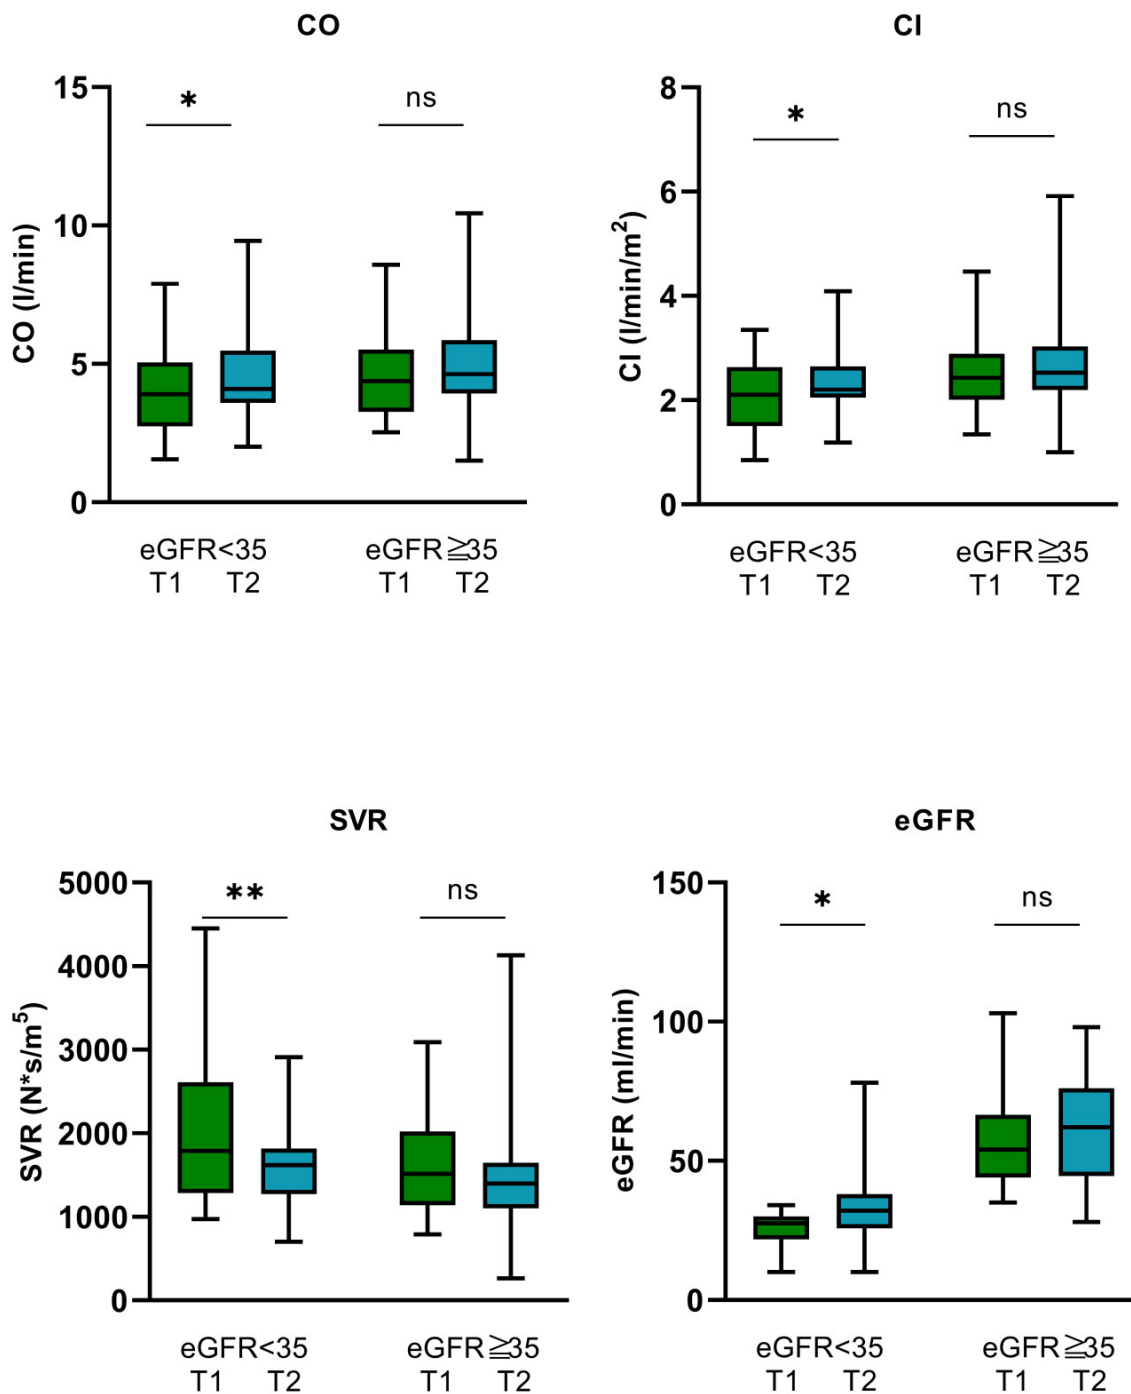 CO
CO (l/min)
15
10
5
0
* ns
eGFR<35 eGFR≧35
T1 T2 T1 T2
CI
CI (l/min/m²)
8
6
4
2
0
* ns
eGFR<35 eGFR≧35
T1 T2 T1 T2
SVR
SVR (N*s/m⁵)
5000
4000
3000
2000
1000
0
** ns
eGFR<35 eGFR≧35
T1 T2 T1 T2
eGFR
eGFR (ml/min)
150
100
50
0
* ns
eGFR<35 eGFR≧35
T1 T2 T1 T2